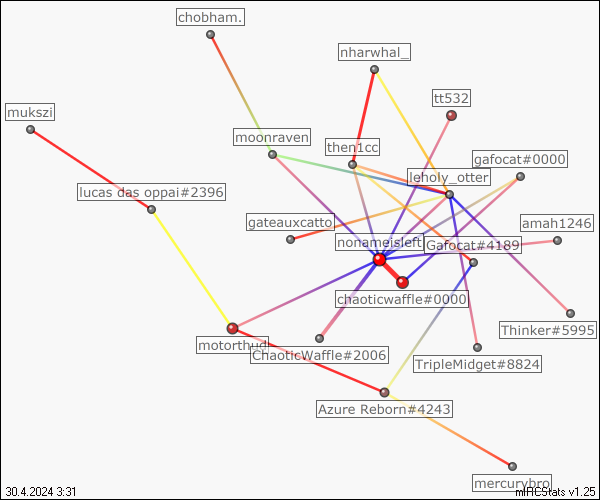 chobham.
nharwhal_
tt532
mukszi
moonraven
then1cc
gafocat#0000
leholy_otter
lucas das oppai#2396
gateauxcatto
amah1246
nonameisleft
Gafocat#4189
chaoticwaffle#0000
Thinker#5995
motorthud
ChaoticWaffle#2006
TripleMidget#8824
Azure Reborn#4243
mercurybro
30.4.2024 3:31
mIRCStats v1.25